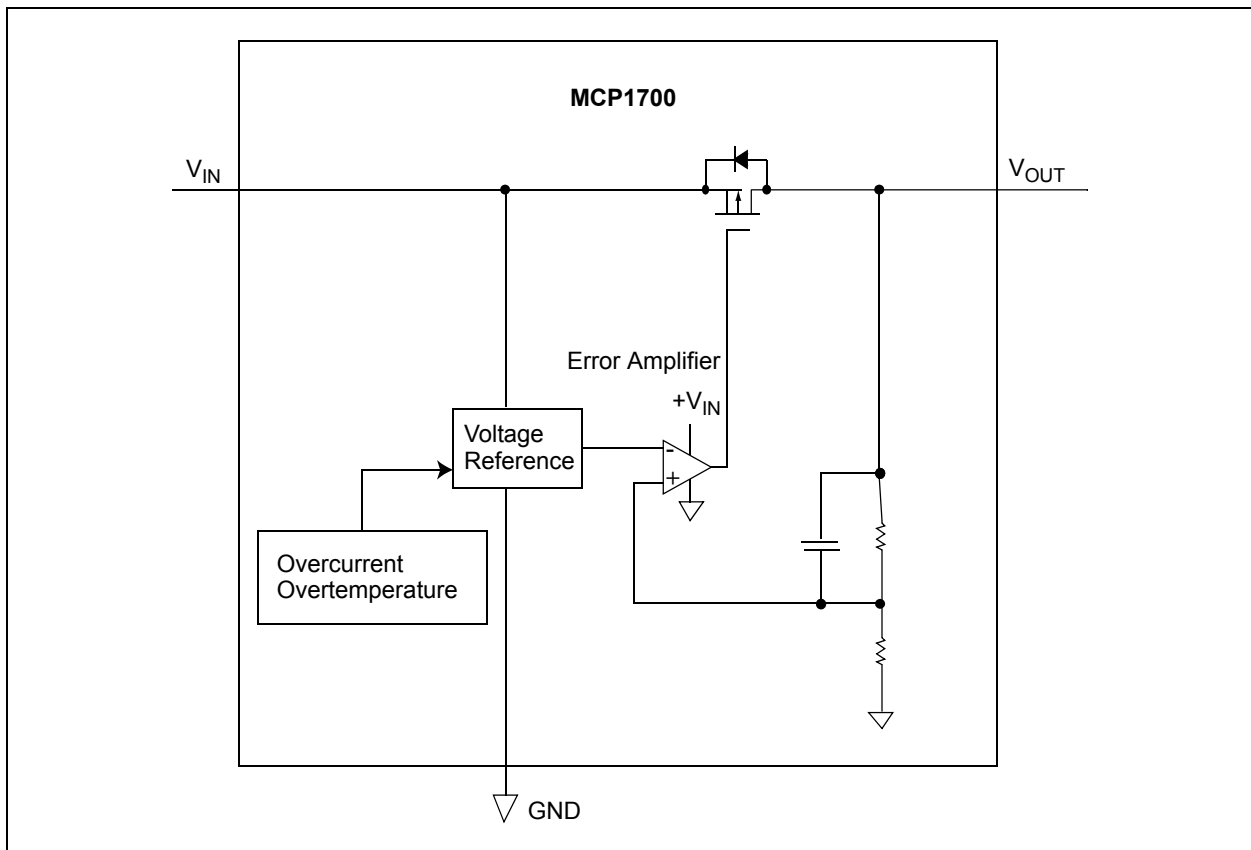 MCP1700
V_IN
V_OUT
Error Amplifier
+V_IN
Voltage
Reference
-
+
Overcurrent
Overtemperature
GND